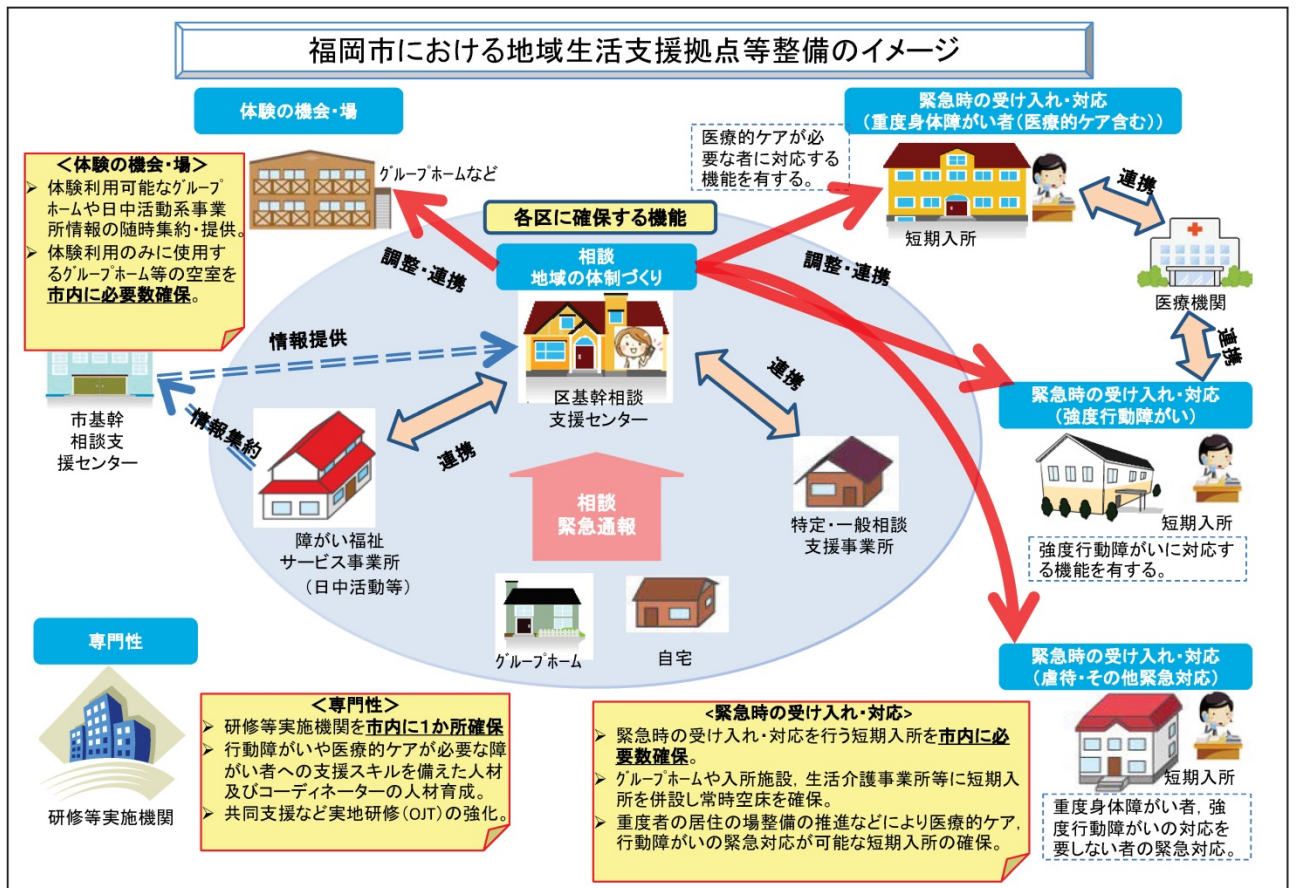 福岡市における地域生活支援拠点等整備のイメージ
体験の機会・場
＜体験の機会・場＞
➢ 体験利用可能なグループ
ホームや日中活動系事業
所情報の随時集約・提供。
➢ 体験利用のみに使用す
るグループホーム等の空室を
市内に必要数確保。
グループホームなど
医療的ケアが必
要な者に対応する
機能を有する。
緊急時の受け入れ・対応
（重度身体障がい者（医療的ケア含む））
短期入所
連携
医療機関
連携
各区に確保する機能
相談
地域の体制づくり
調整・連携
調整・連携
情報提供
区基幹相談
支援センター
連携
連携
情報集約
市基幹
相談支
援センター
障がい福祉
サービス事業所
（日中活動等）
相談
緊急通報
特定・一般相談
支援事業所
グループホーム
自宅
緊急時の受け入れ・対応
（強度行動障がい）
短期入所
強度行動障がいに対応す
る機能を有する。
緊急時の受け入れ・対応
（虐待・その他緊急対応）
短期入所
重度身体障がい者，強
度行動障がいの対応を
要しない者の緊急対応。
専門性
研修等実施機関
＜専門性＞
➢ 研修等実施機関を市内に１か所確保
➢ 行動障がいや医療的ケアが必要な障
がい者への支援スキルを備えた人材
及びコーディネーターの人材育成。
➢ 共同支援など実地研修（OJT）の強化。
<緊急時の受け入れ・対応>
➢ 緊急時の受け入れ・対応を行う短期入所を市内に必
要数確保。
➢ グループホームや入所施設，生活介護事業所等に短期入
所を併設し常時空床を確保。
➢ 重度者の居住の場整備の推進などにより医療的ケア，
行動障がいの緊急対応が可能な短期入所の確保。